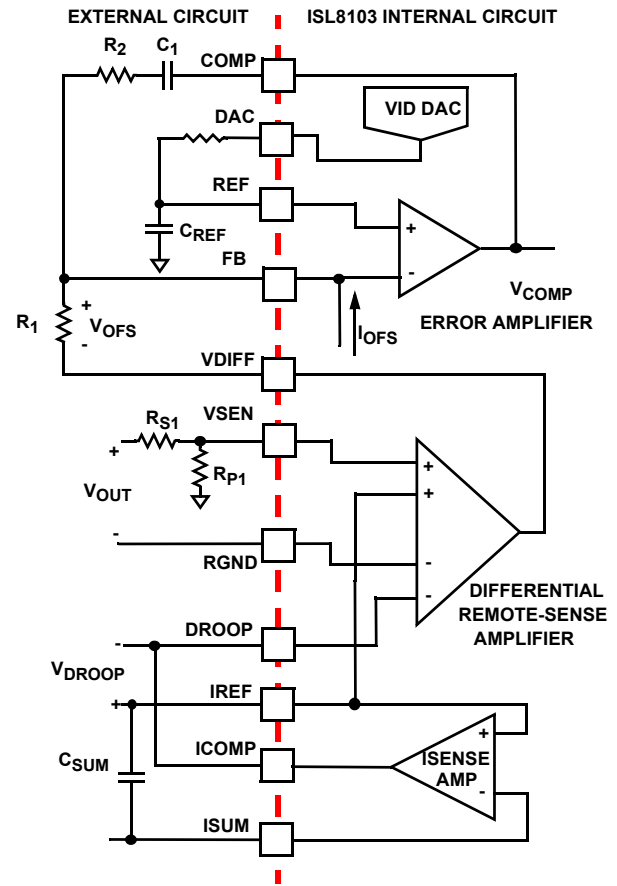 EXTERNAL CIRCUIT
ISL8103 INTERNAL CIRCUIT
R2
C1
COMP
VID DAC
DAC
REF
CREF
+
-
FB
VCOMP
ERROR AMPLIFIER
IOFS
R1
+
VOFS
-
VDIFF
VSEN
RS1
+
RP1
VOUT
+
+
-
RGND
-
-
DIFFERENTIAL
REMOTE-SENSE
AMPLIFIER
DROOP
-
VDROOP
+
IREF
ICOMP
CSUM
+
ISENSE
AMP
-
ISUM